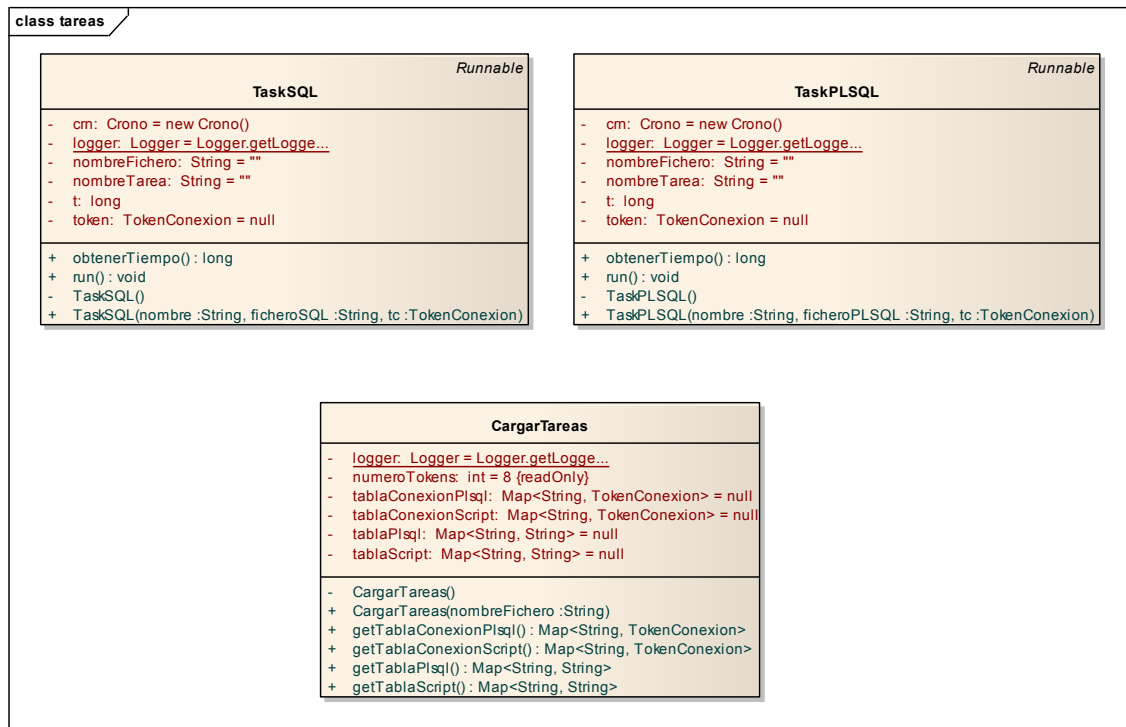 class tareas
Runnable
TaskSQL
- crn: Crono = new Crono()
- logger: Logger = Logger.getLogge...
- nombreFichero: String = ""
- nombreTarea: String = ""
- t: long
- token: TokenConexion = null
+ obtenerTiempo() : long
+ run() : void
- TaskSQL()
+ TaskSQL(nombre :String, ficheroSQL :String, tc :TokenConexion)
Runnable
TaskPLSQL
- crn: Crono = new Crono()
- logger: Logger = Logger.getLogge...
- nombreFichero: String = ""
- nombreTarea: String = ""
- t: long
- token: TokenConexion = null
+ obtenerTiempo() : long
+ run() : void
- TaskPLSQL()
+ TaskPLSQL(nombre :String, ficheroPLSQL :String, tc :TokenConexion)
CargarTareas
- logger: Logger = Logger.getLogge...
- numeroTokens: int = 8 {readOnly}
- tablaConexionPlsql: Map<String, TokenConexion> = null
- tablaConexionScript: Map<String, TokenConexion> = null
- tablaPlsql: Map<String, String> = null
- tablaScript: Map<String, String> = null
- CargarTareas()
+ CargarTareas(nombreFichero :String)
+ getTablaConexionPlsql() : Map<String, TokenConexion>
+ getTablaConexionScript() : Map<String, TokenConexion>
+ getTablaPlsql() : Map<String, String>
+ getTablaScript() : Map<String, String>